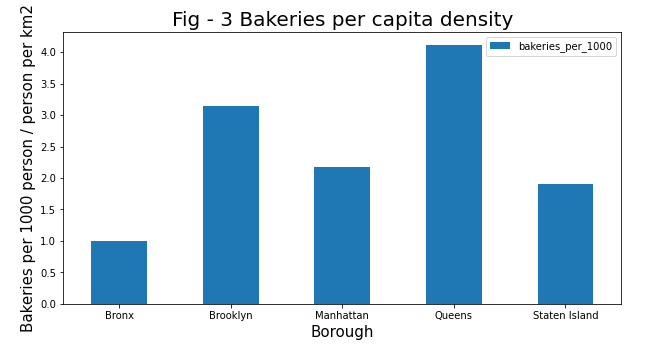 Fig - 3 Bakeries per capita density
bakeries_per_1000
Bakeries per 1000 person / person per km2
4.0
3.5
3.0
2.5
2.0
1.5
1.0
0.5
0.0
Bronx Brooklyn Manhattan Queens Staten Island
Borough